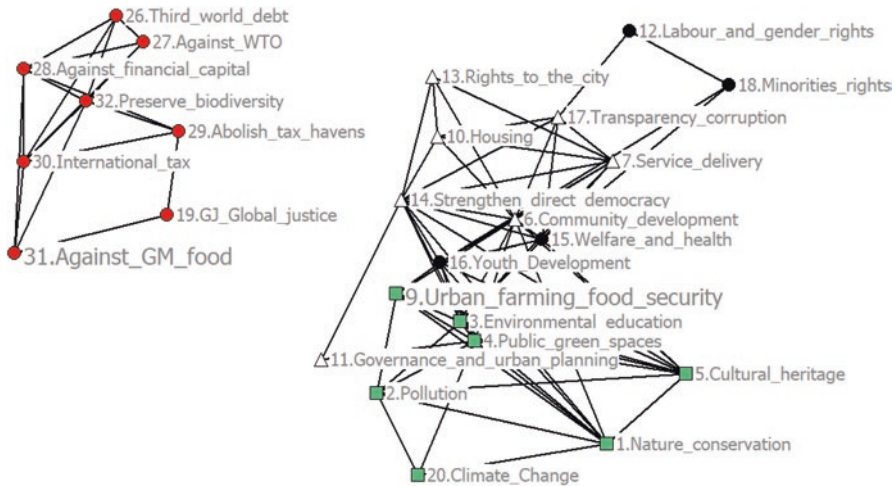 26.Third_world_debt
27.Against_WTO
28.Against_financial_capital
32.Preserve_biodiversity
29.Abolish_tax_havens
30.International_tax
19.GJ_Global_justice
31.Against_GM_food
12.Labour_and_gender_rights
13.Rights_to_the_city
18.Minorities_rights
17.Transparency_corruption
10.Housing
7.Service_delivery
14.Strengthen_direct_democracy
6.Community_development
15.Welfare_and_health
16.Youth_Development
9.Urban_farming_food_security
3.Environmental_education
4.Public_green_spaces
11.Governance_and_urban_planning
5.Cultural_heritage
2.Pollution
1.Nature_conservation
20.Climate_Change